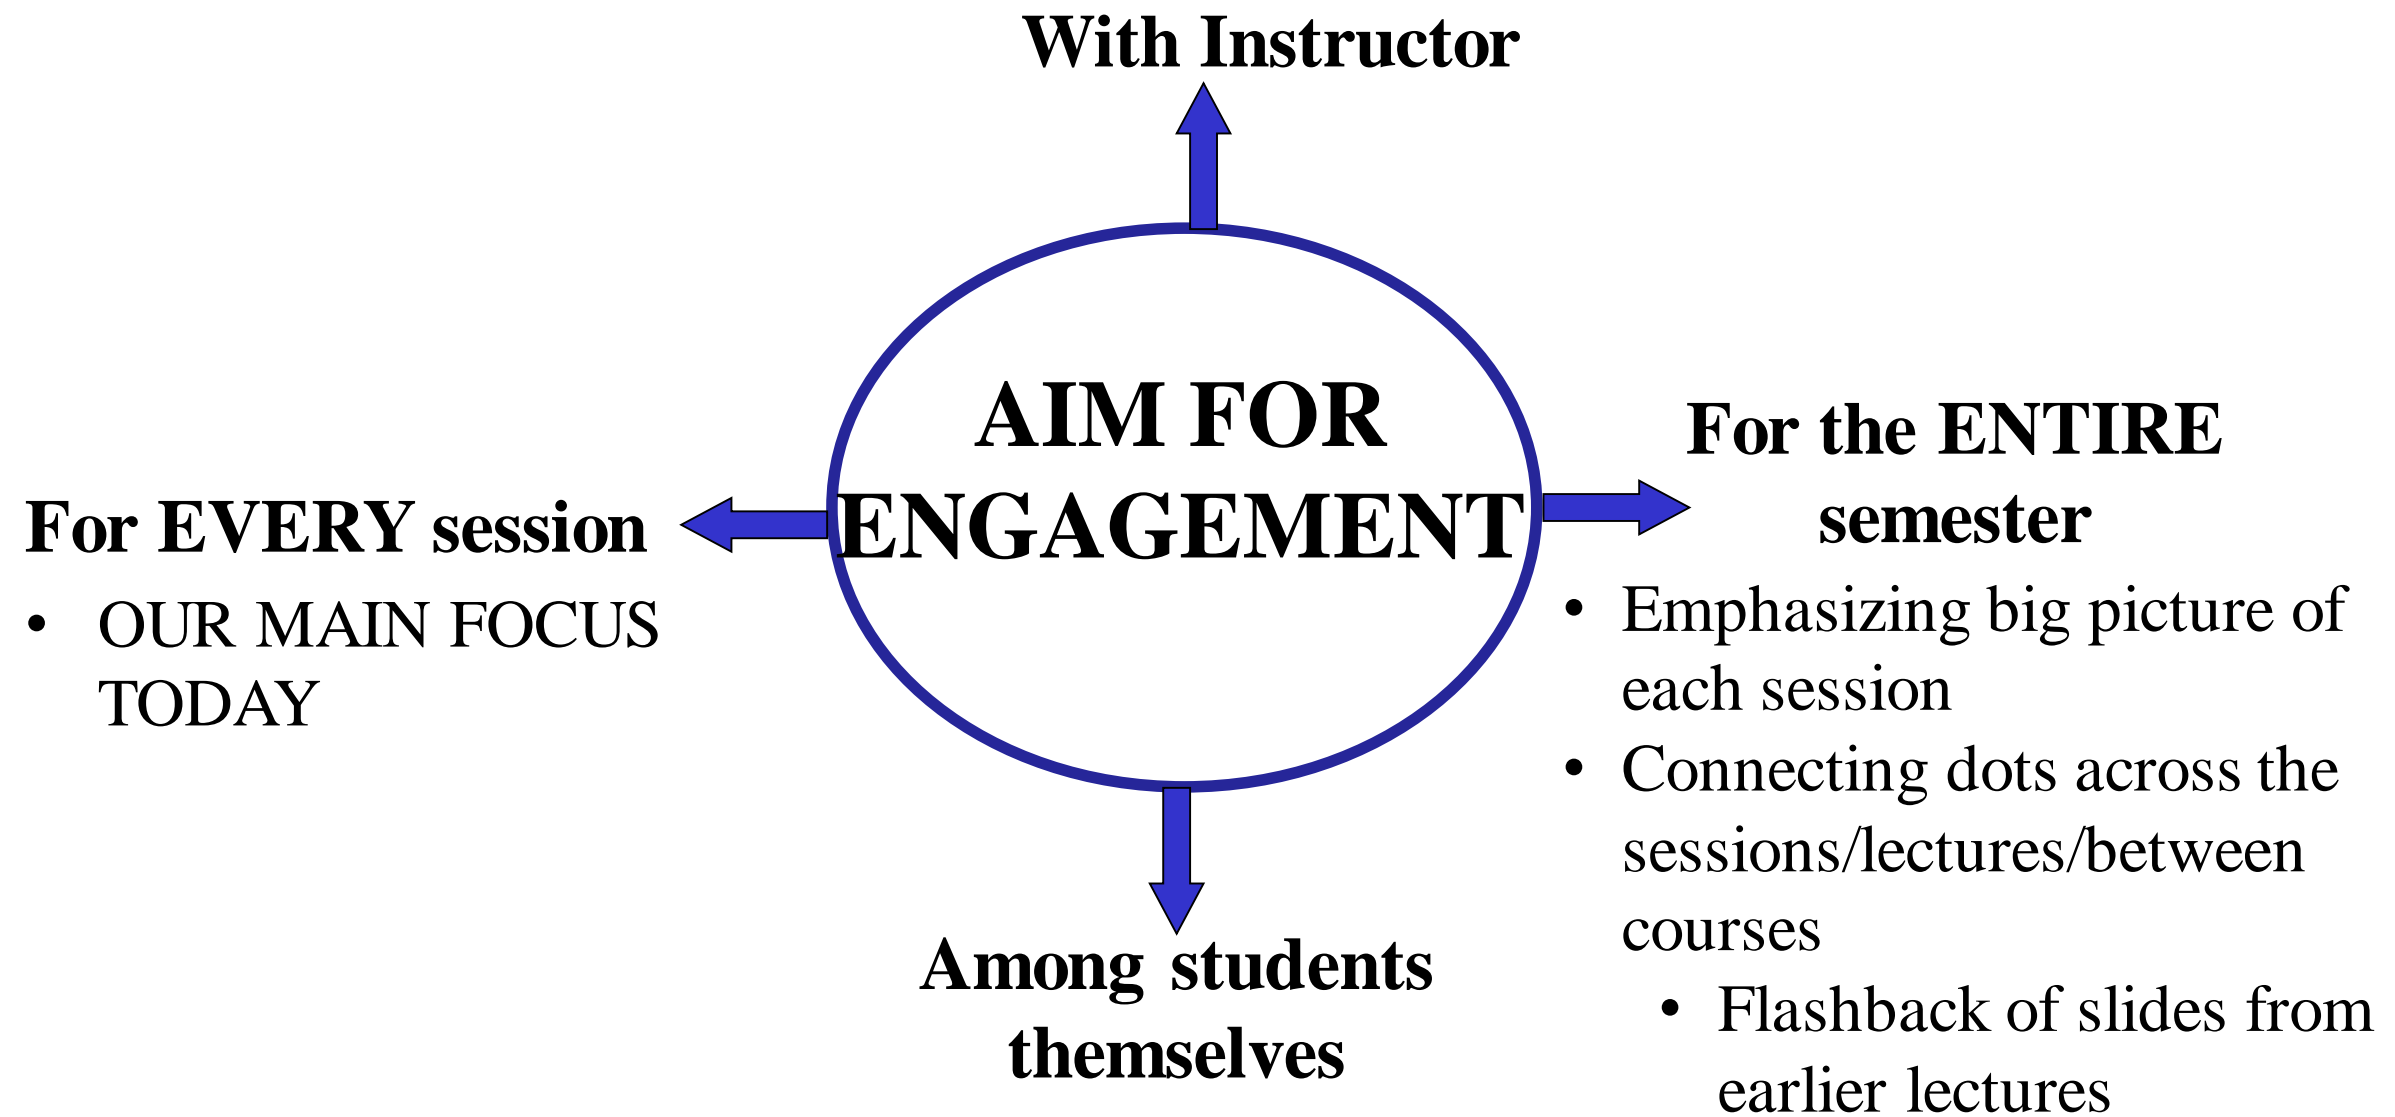 With Instructor
AIM FOR
ENGAGEMENT
For EVERY session
• OUR MAIN FOCUS
TODAY
For the ENTIRE
semester
• Emphasizing big picture of
each session
• Connecting dots across the
sessions/lectures/between
courses
• Flashback of slides from
earlier lectures
Among students
themselves